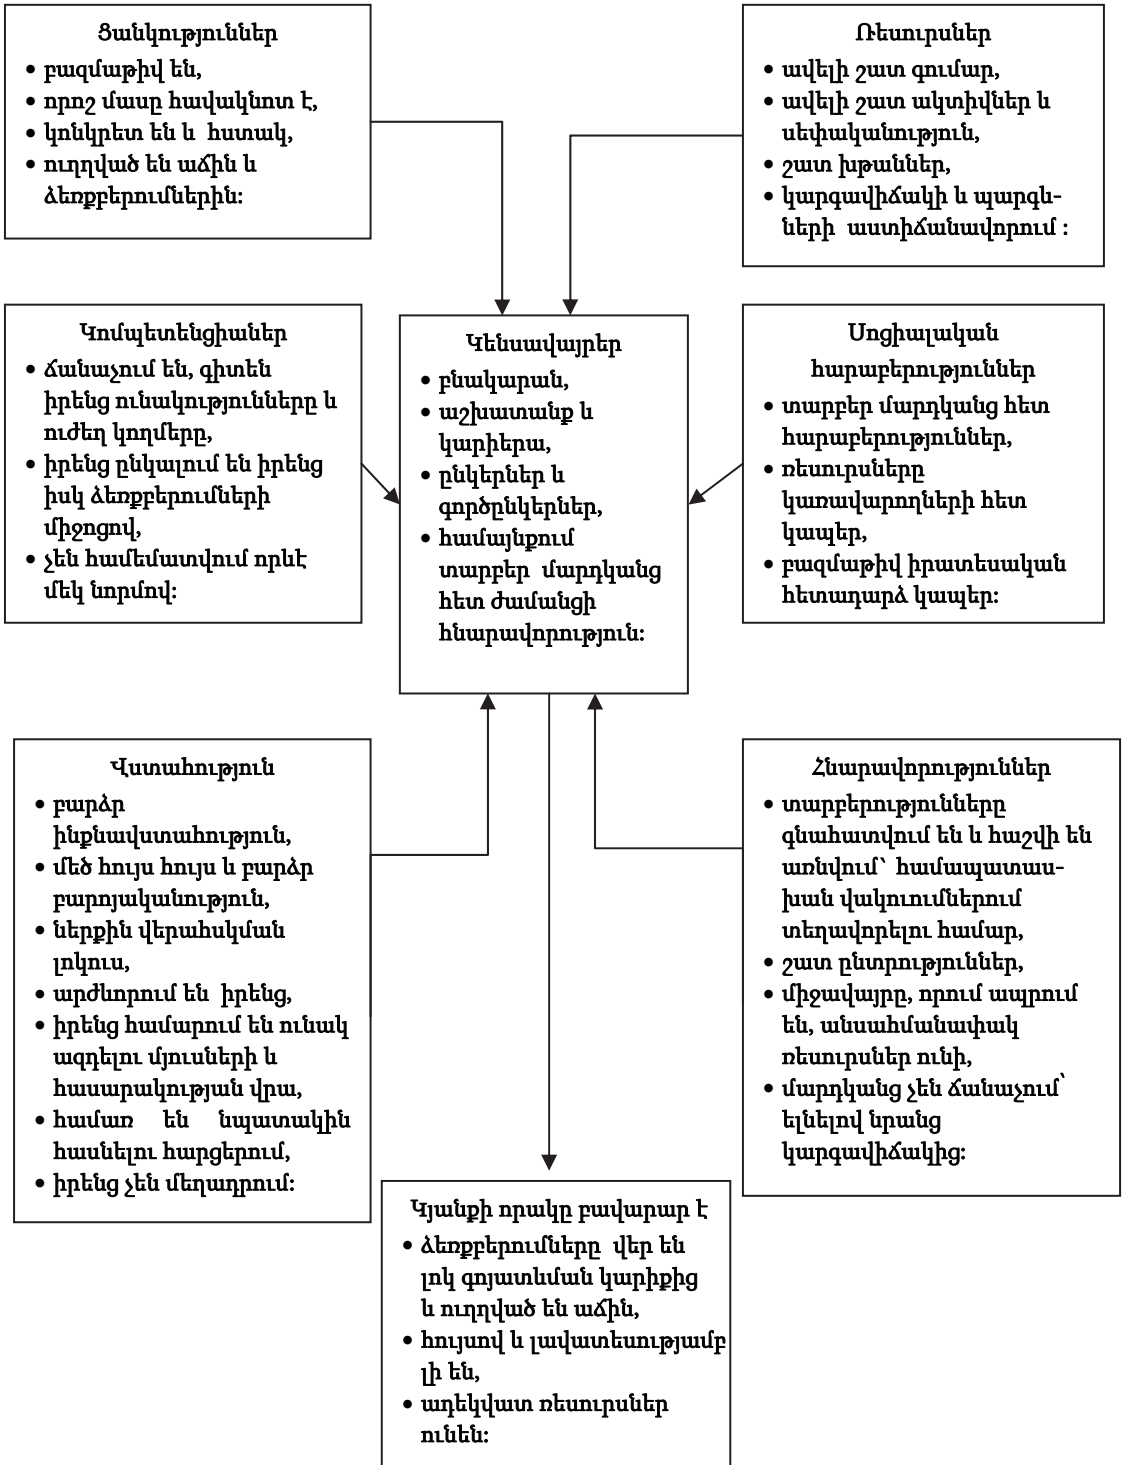 Ցանկություններ
• բազմաթիվ են,
• որոշ մասը հավակնոտ է,
• կոնկրետ են և հստակ,
• ուղղված են աճին և
ձեռքբերումներին։
Ռեսուրսներ
• ավելի շատ գումար,
• ավելի շատ ակտիվներ և
սեփականություն,
• շատ խթաններ,
• կարգավիճակի և պարգև-
ների աստիճանավորում ։
Կոմպետենցիաներ
• ճանաչում են, գիտեն
իրենց ունակությունները և
ուժեղ կողմերը,
• իրենց ընկալում են իրենց
իսկ ձեռքբերումների
միջոցով,
• չեն համեմատվում որևէ
մեկ նորմով։
Կենսավայրեր
• բնակարան,
• աշխատանք և
կարիերա,
• ընկերներ և
գործընկերներ,
• համայնքում
տարբեր մարդկանց
հետ ժամանցի
հնարավորություն։
Սոցիալական
հարաբերություններ
• տարբեր մարդկանց հետ
հարաբերություններ,
• ռեսուրսները
կառավարողների հետ
կապեր,
• բազմաթիվ իրատեսական
հետադարձ կապեր։
Վստահություն
• բարձր
ինքնավստահություն,
• մեծ հույս հույս և բարձր
բարոյականություն,
• ներքին վերահսկման
լոկուս,
• արժևորում են իրենց,
• իրենց համարում են ունակ
ազդելու մյուսների և
հասարակության վրա,
• համառ են նպատակին
հասնելու հարցերում,
• իրենց չեն մեղադրում։
Հնարավորություններ
• տարբերությունները
գնահատվում են և հաշվի են
առնվում՝ համապատաս-
խան վակուումներում
տեղավորելու համար,
• շատ ընտրություններ,
• միջավայրը, որում ապրում
են, անսահմանափակ
ռեսուրսներ ունի,
• մարդկանց չեն ճանաչում՝
ելնելով նրանց
կարգավիճակից։
Կյանքի որակը բավարար է
• ձեռքբերումները վեր են
լոկ գոյատևման կարիքից
և ուղղված են աճին,
• հույսով և լավատեսությամբ
լի են,
• ադեկվատ ռեսուրսներ
ունեն։